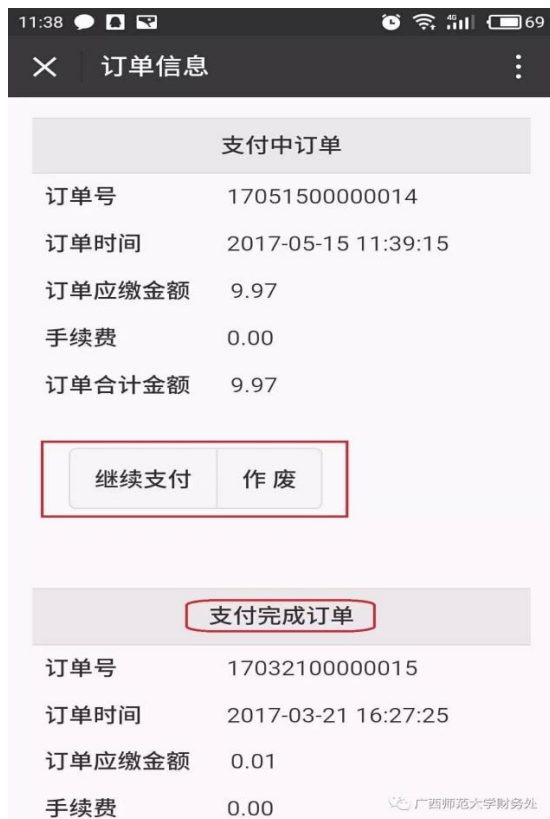 11:38 4G 69
订单信息
支付中订单
订单号 17051500000014
订单时间 2017-05-15 11:39:15
订单应缴金额 9.97
手续费 0.00
订单合计金额 9.97
继续支付 作 废
支付完成订单
订单号 17032100000015
订单时间 2017-03-21 16:27:25
订单应缴金额 0.01
手续费 0.00
广西师范大学财务处